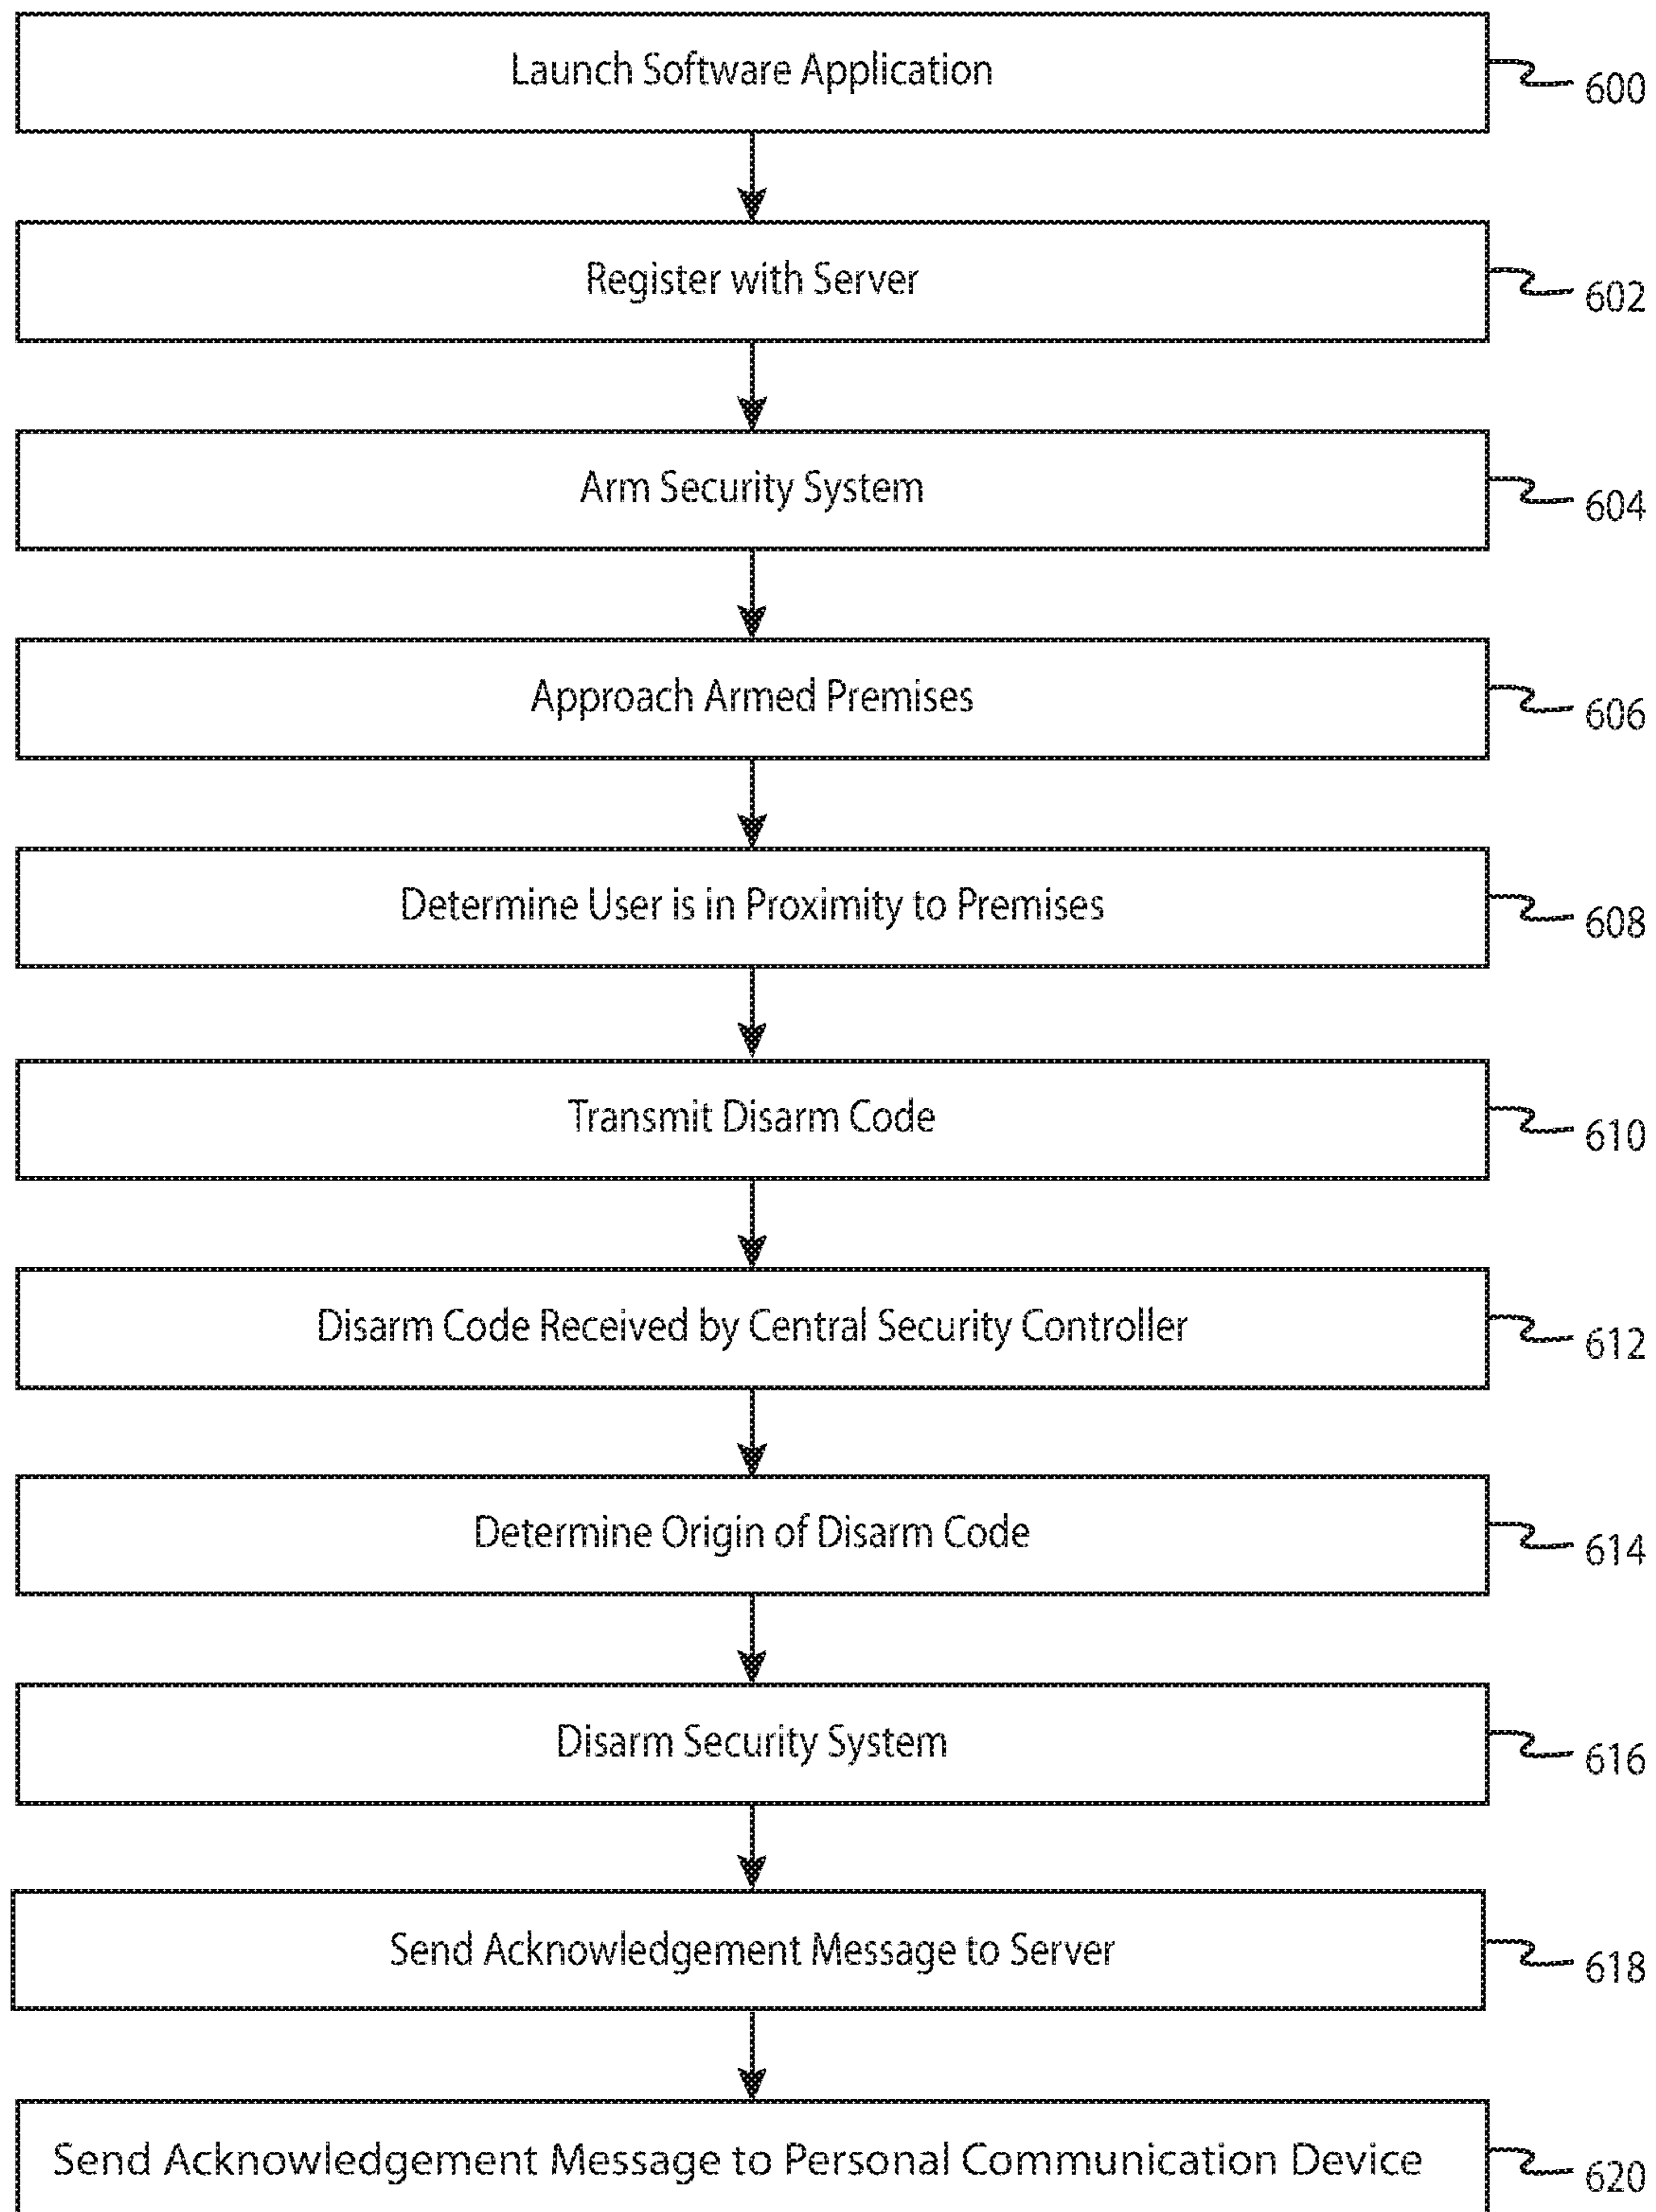 Launch Software Application
600
Register with Server
602
Arm Security System
604
Approach Armed Premises
606
Determine User is in Proximity to Premises
608
Transmit Disarm Code
610
Disarm Code Received by Central Security Controller
612
Determine Origin of Disarm Code
614
Disarm Security System
616
Send Acknowledgement Message to Server
618
Send Acknowledgement Message to Personal Communication Device
620